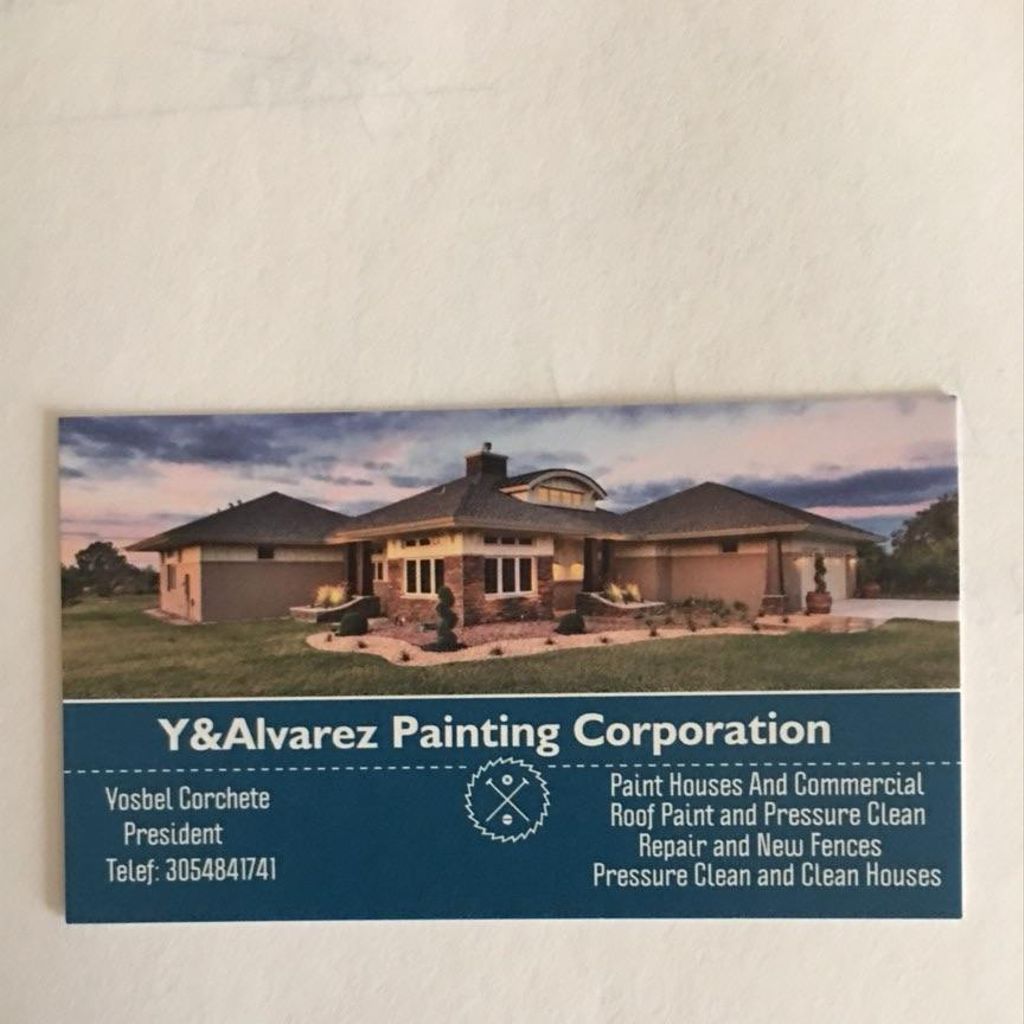 Y&Alvarez Painting Corporation
Yosbel Corchete
President
Telef: 3054841741
Paint Houses And Commercial
Roof Paint and Pressure Clean
Repair and New Fences
Pressure Clean and Clean Houses